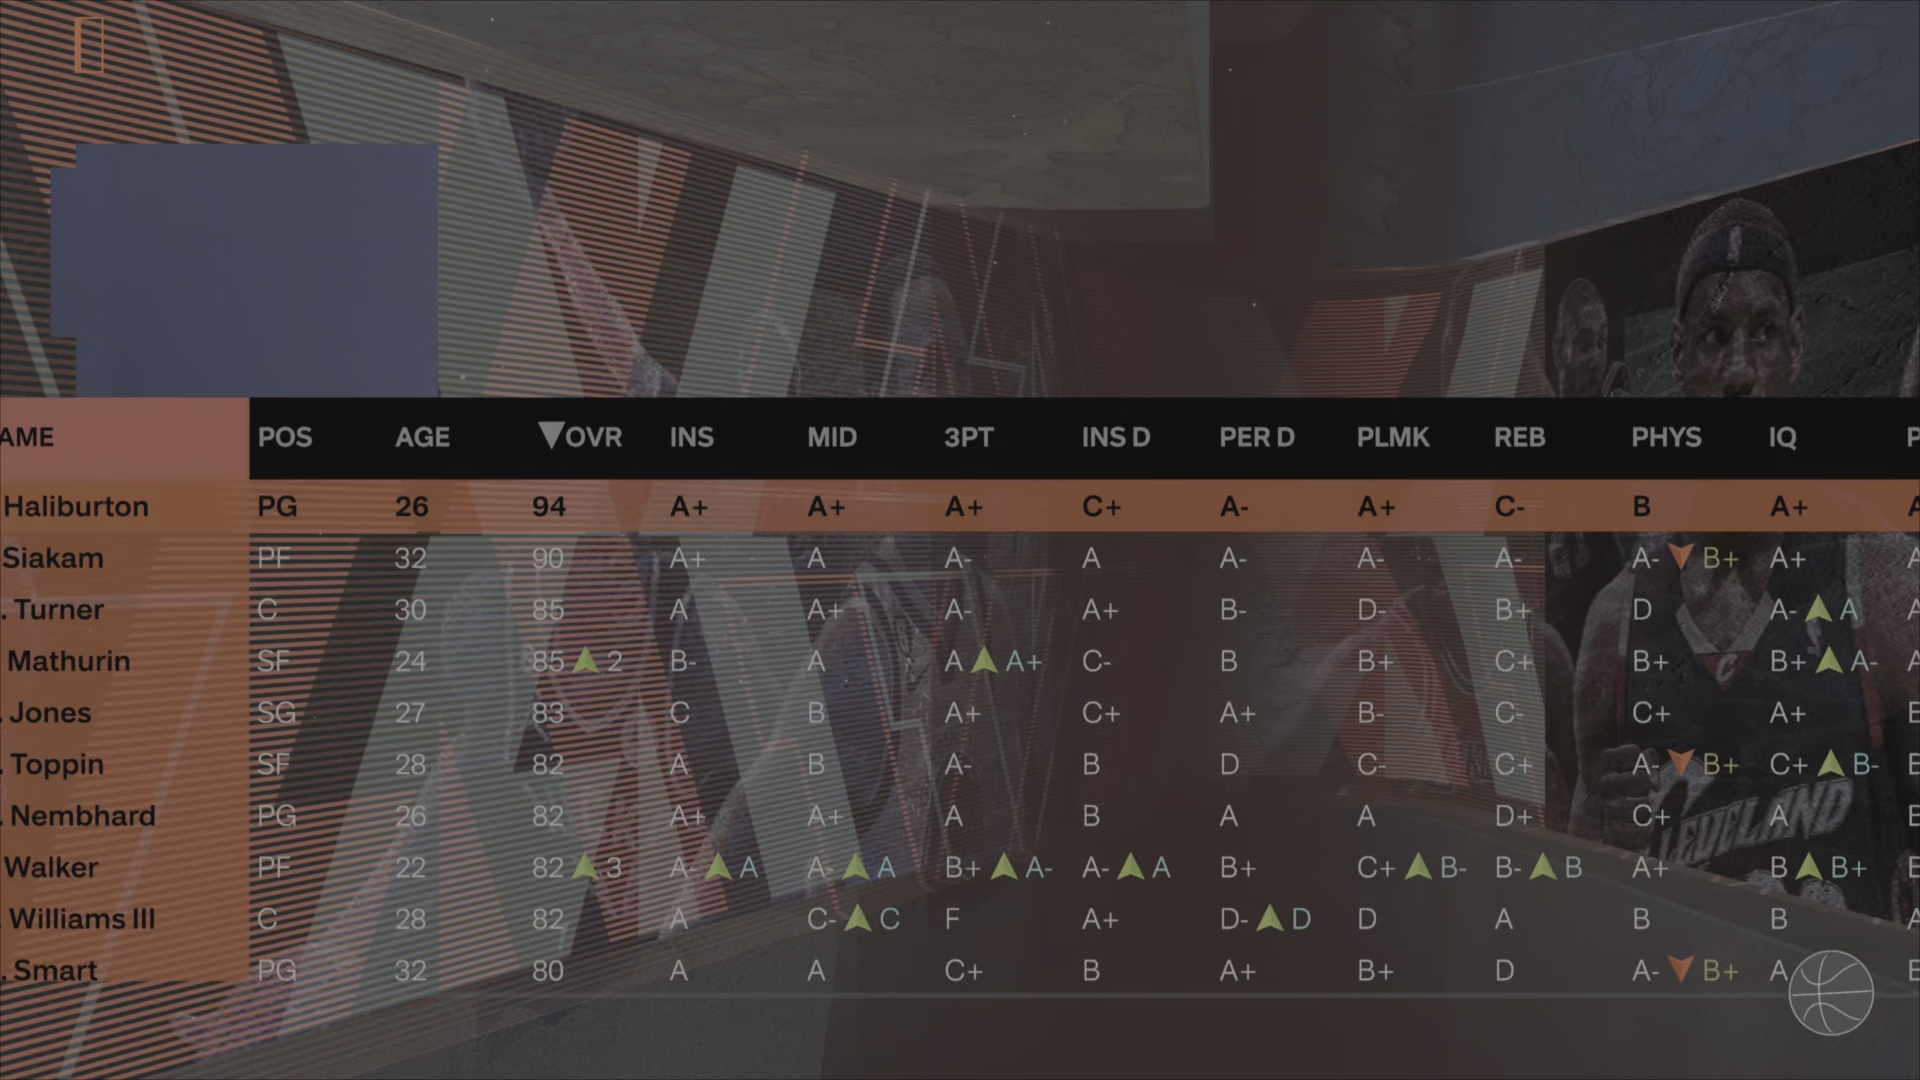 AME POS AGE ▼OVR INS MID 3PT INS D PER D PLMK REB PHYS IQ P
Haliburton PG 26 94 A+ A+ A+ C+ A- A+ C- B A+ A
Siakam PF 32 90 A+ A A- A A- A- A- A- B+ A+ A
. Turner C 30 85 A A+ A- A+ B- D- B+ D A- A A
Mathurin SF 24 85 2 B- A A A+ C- B B+ C+ B+ B+ A- A
. Jones SG 27 83 C B A+ C+ A+ B- C- C+ A+ B
. Toppin SF 28 82 A B A- B D C- C+ A- B+ C+ B- B
. Nembhard PG 26 82 A+ A+ A B A A D+ C+ A B
Walker PF 22 82 3 A- A A- A B+ A- A- A B+ C+ B- B- B A+ B B+ B
. Williams III C 28 82 A C- C F A+ D- D D A B B A
. Smart PG 32 80 A A C+ B A+ B+ D A- B+ A B
CLEVELAND